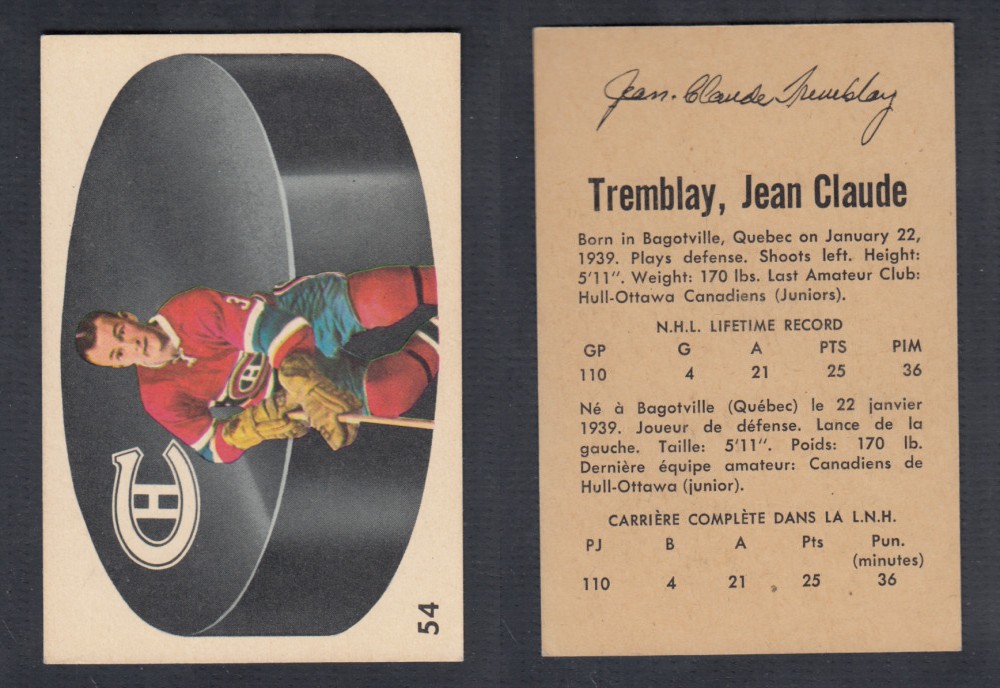 CH
3
54
Jean-Claude Tremblay
Tremblay, Jean Claude
Born in Bagotville, Quebec on January 22,
1939. Plays defense. Shoots left. Height:
5'11". Weight: 170 lbs. Last Amateur Club:
Hull-Ottawa Canadiens (Juniors).
N.H.L. LIFETIME RECORD
GP G A PTS PIM
110 4 21 25 36
Né à Bagotville (Québec) le 22 janvier
1939. Joueur de défense. Lance de la
gauche. Taille: 5'11". Poids: 170 lb.
Dernière équipe amateur: Canadiens de
Hull-Ottawa (junior).
CARRIÈRE COMPLÈTE DANS LA L.N.H.
PJ B A Pts Pun.
(minutes)
110 4 21 25 36